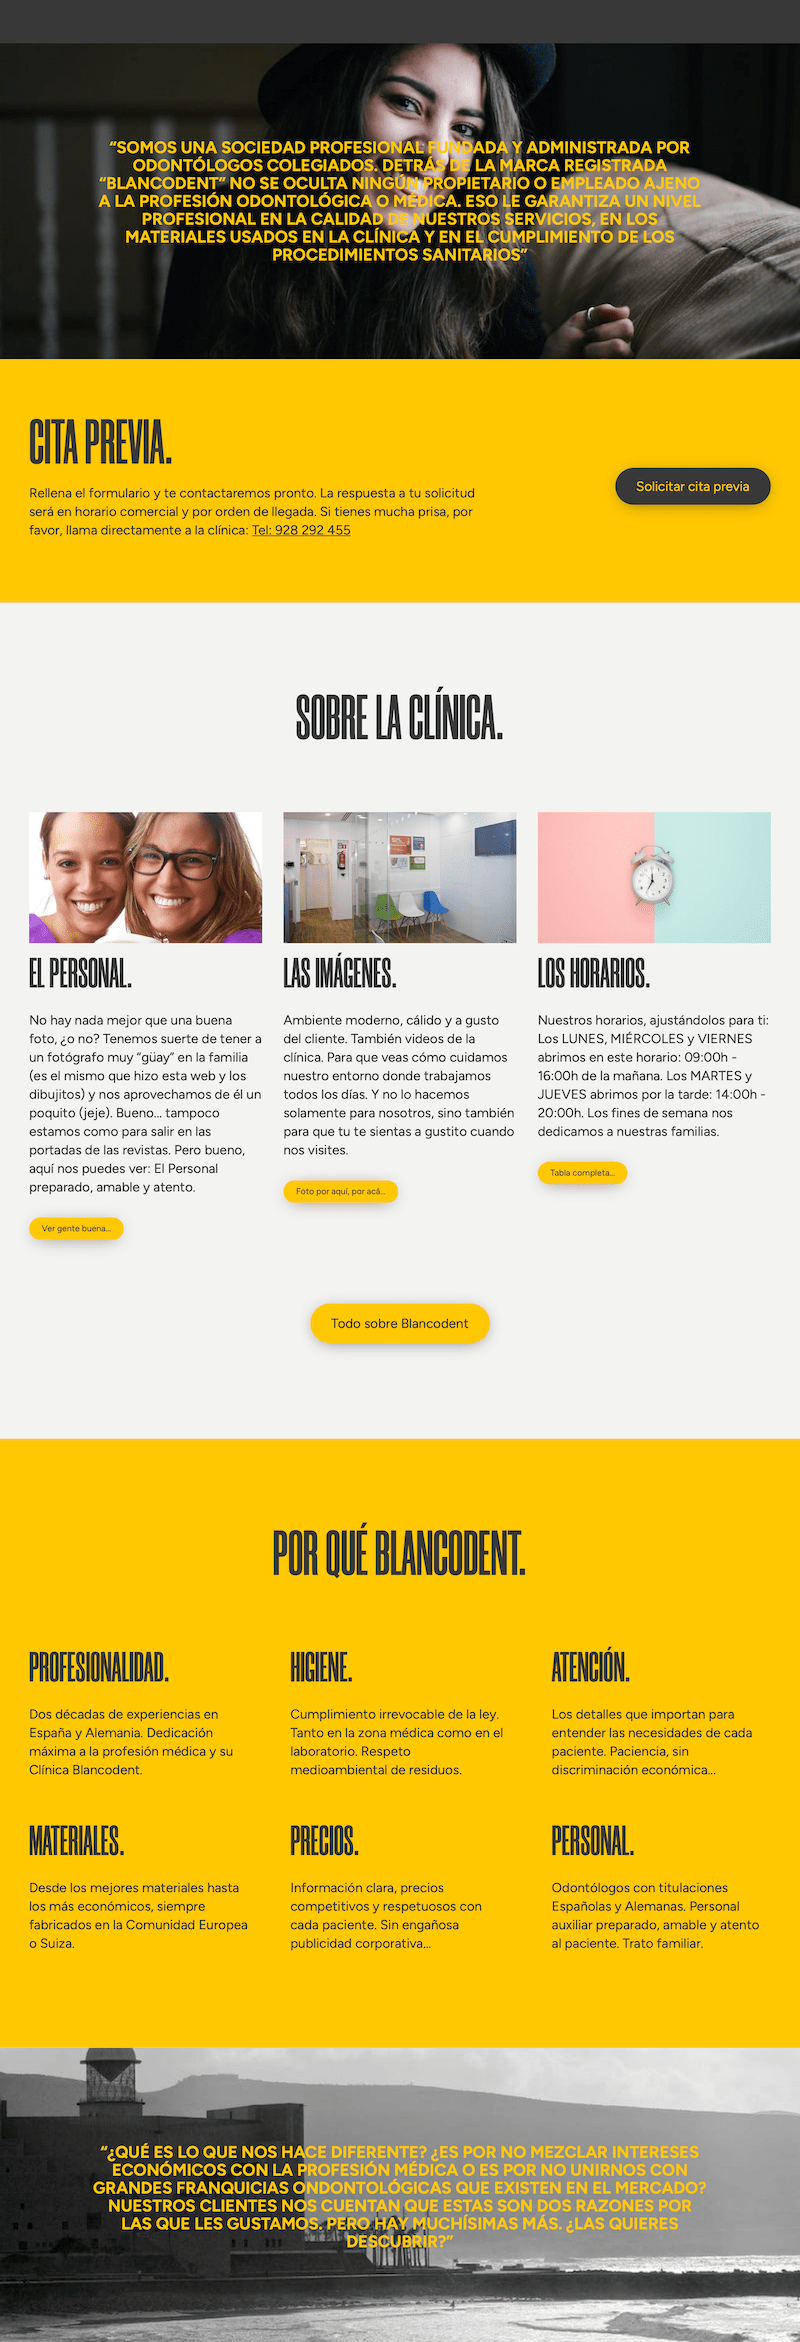 “SOMOS UNA SOCIEDAD PROFESIONAL FUNDADA Y ADMINISTRADA POR
ODONTÓLOGOS COLEGIADOS. DETRÁS DE LA MARCA REGISTRADA
“BLANCODENT” NO SE OCULTA NINGÚN PROPIETARIO O EMPLEADO AJENO
A LA PROFESIÓN ODONTOLÓGICA O MÉDICA. ESO LE GARANTIZA UN NIVEL
PROFESIONAL EN LA CALIDAD DE NUESTROS SERVICIOS, EN LOS
MATERIALES USADOS EN LA CLÍNICA Y EN EL CUMPLIMIENTO DE LOS
PROCEDIMIENTOS SANITARIOS”
CITA PREVIA.
Rellena el formulario y te contactaremos pronto. La respuesta a tu solicitud
será en horario comercial y por orden de llegada. Si tienes mucha prisa, por
favor, llama directamente a la clínica: Tel: 928 292 455
Solicitar cita previa
SOBRE LA CLÍNICA.
EL PERSONAL.
No hay nada mejor que una buena
foto, ¿o no? Tenemos suerte de tener a
un fotógrafo muy “güay” en la familia
(es el mismo que hizo esta web y los
dibujitos) y nos aprovechamos de él un
poquito (jeje). Bueno... tampoco
estamos como para salir en las
portadas de las revistas. Pero bueno,
aquí nos puedes ver: El Personal
preparado, amable y atento.
Ver gente buena...
LAS IMÁGENES.
Ambiente moderno, cálido y a gusto
del cliente. También videos de la
clínica. Para que veas cómo cuidamos
nuestro entorno donde trabajamos
todos los días. Y no lo hacemos
solamente para nosotros, sino también
para que tu te sientas a gustito cuando
nos visites.
Foto por aquí, por acá...
LOS HORARIOS.
Nuestros horarios, ajustándolos para ti:
Los LUNES, MIÉRCOLES y VIERNES
abrimos en este horario: 09:00h -
16:00h de la mañana. Los MARTES y
JUEVES abrimos por la tarde: 14:00h -
20:00h. Los fines de semana nos
dedicamos a nuestras familias.
Tabla completa...
Todo sobre Blancodent
POR QUÉ BLANCODENT.
PROFESIONALIDAD.
Dos décadas de experiencias en
España y Alemania. Dedicación
máxima a la profesión médica y su
Clínica Blancodent.
HIGIENE.
Cumplimiento irrevocable de la ley.
Tanto en la zona médica como en el
laboratorio. Respeto
medioambiental de residuos.
ATENCIÓN.
Los detalles que importan para
entender las necesidades de cada
paciente. Paciencia, sin
discriminación económica...
MATERIALES.
Desde los mejores materiales hasta
los más económicos, siempre
fabricados en la Comunidad Europea
o Suiza.
PRECIOS.
Información clara, precios
competitivos y respetuosos con
cada paciente. Sin engañosa
publicidad corporativa...
PERSONAL.
Odontólogos con titulaciones
Españolas y Alemanas. Personal
auxiliar preparado, amable y atento
al paciente. Trato familiar.
“¿QUÉ ES LO QUE NOS HACE DIFERENTE? ¿ES POR NO MEZCLAR INTERESES
ECONÓMICOS CON LA PROFESIÓN MÉDICA O ES POR NO UNIRNOS CON
GRANDES FRANQUICIAS ONDONTOLÓGICAS QUE EXISTEN EN EL MERCADO?
NUESTROS CLIENTES NOS CUENTAN QUE ESTAS SON DOS RAZONES POR
LAS QUE LES GUSTAMOS. PERO HAY MUCHÍSIMAS MÁS. ¿LAS QUIERES
DESCUBRIR?”